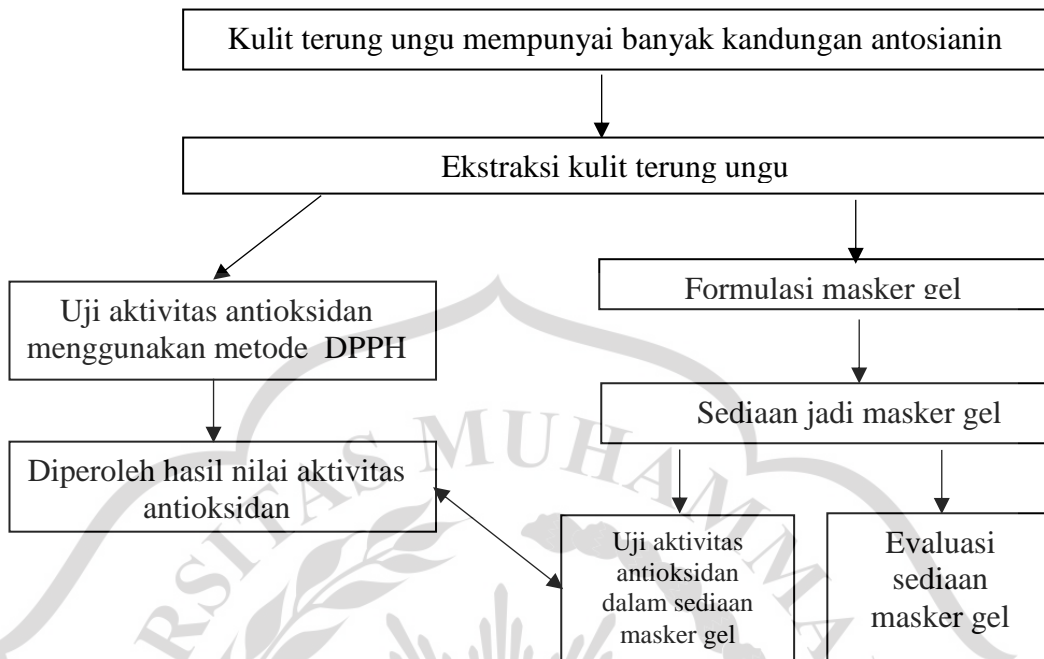 Kulit terung ungu mempunyai banyak kandungan antosianin
Ekstraksi kulit terung ungu
Uji aktivitas antioksidan
menggunakan metode DPPH
Formulasi masker gel
Sediaan jadi masker gel
Diperoleh hasil nilai aktivitas
antioksidan
Uji aktivitas
antioksidan
dalam sediaan
masker gel
Evaluasi
sediaan
masker gel
RSITAS MUHAMMA